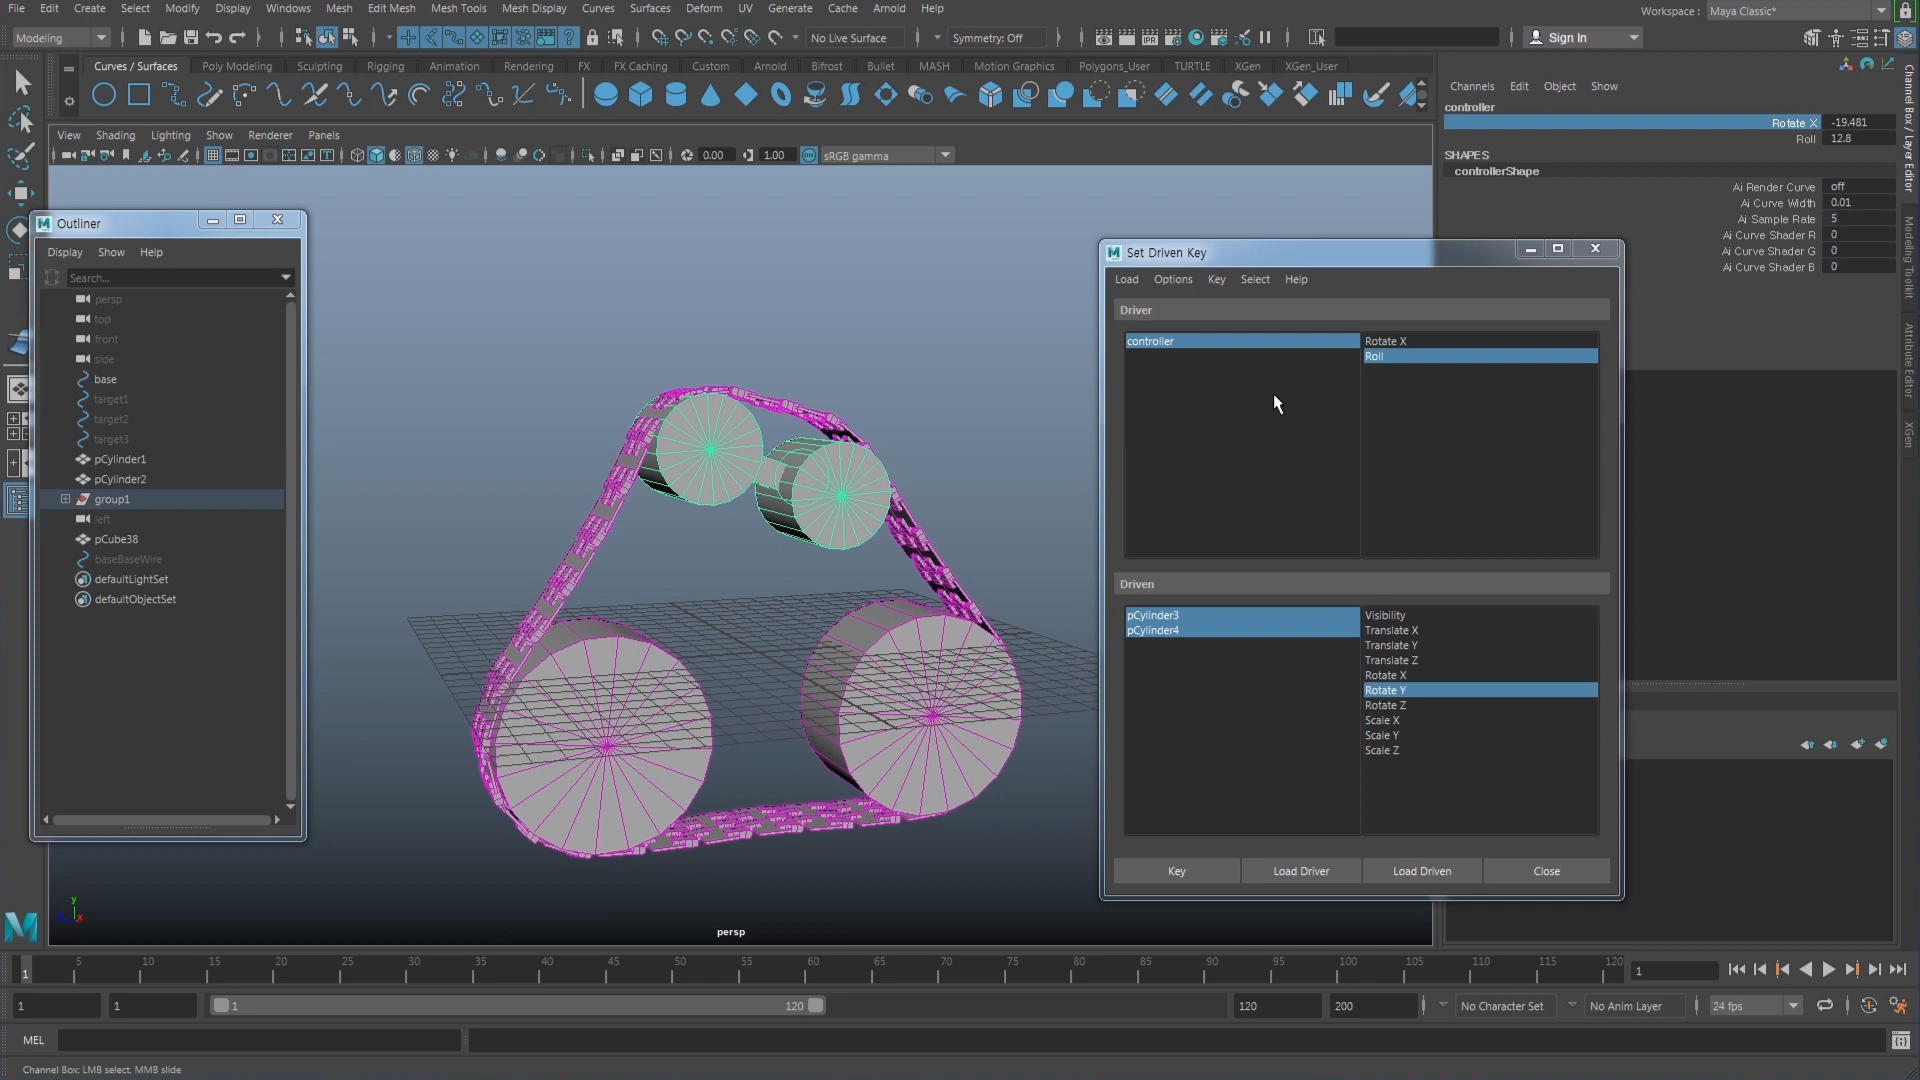 File Edit Create Select Modify Display Windows Mesh Edit Mesh Mesh Tools Mesh Display Curves Surfaces Deform UV Generate Cache Arnold Help
Workspace : Maya Classic*
Modeling
No Live Surface
Symmetry: Off
Sign In
Curves / Surfaces Poly Modeling Sculpting Rigging Animation Rendering FX FX Caching Custom Arnold Bifrost Bullet MASH Motion Graphics Polygons_User TURTLE XGen XGen_User
View Shading Lighting Show Renderer Panels
0.00 1.00 sRGB gamma
Channels Edit Object Show
controller
Rotate X -19.481
Roll 12.8
SHAPES
controllerShape
Ai Render Curve off
Ai Curve Width 0.01
Ai Sample Rate 5
Ai Curve Shader R 0
Ai Curve Shader G 0
Ai Curve Shader B 0
Channel Box / Layer Editor
Modeling Toolkit
Attribute Editor
XGen
Outliner
Display Show Help
Search...
persp
top
front
side
base
target1
target2
target3
pCylinder1
pCylinder2
group1
left
pCube38
baseBaseWire
defaultLightSet
defaultObjectSet
Set Driven Key
Load Options Key Select Help
Driver
controller
Rotate X
Roll
Driven
pCylinder3
pCylinder4
Visibility
Translate X
Translate Y
Translate Z
Rotate X
Rotate Y
Rotate Z
Scale X
Scale Y
Scale Z
Key Load Driver Load Driven Close
y
x
persp
1 5 10 15 20 25 30 35 40 45 50 55 60 65 70 75 80 85 90 95 100 105 110 115 120 1
1 1 1 120 120 200 No Character Set No Anim Layer 24 fps
MEL
Channel Box: LMB select, MMB slide